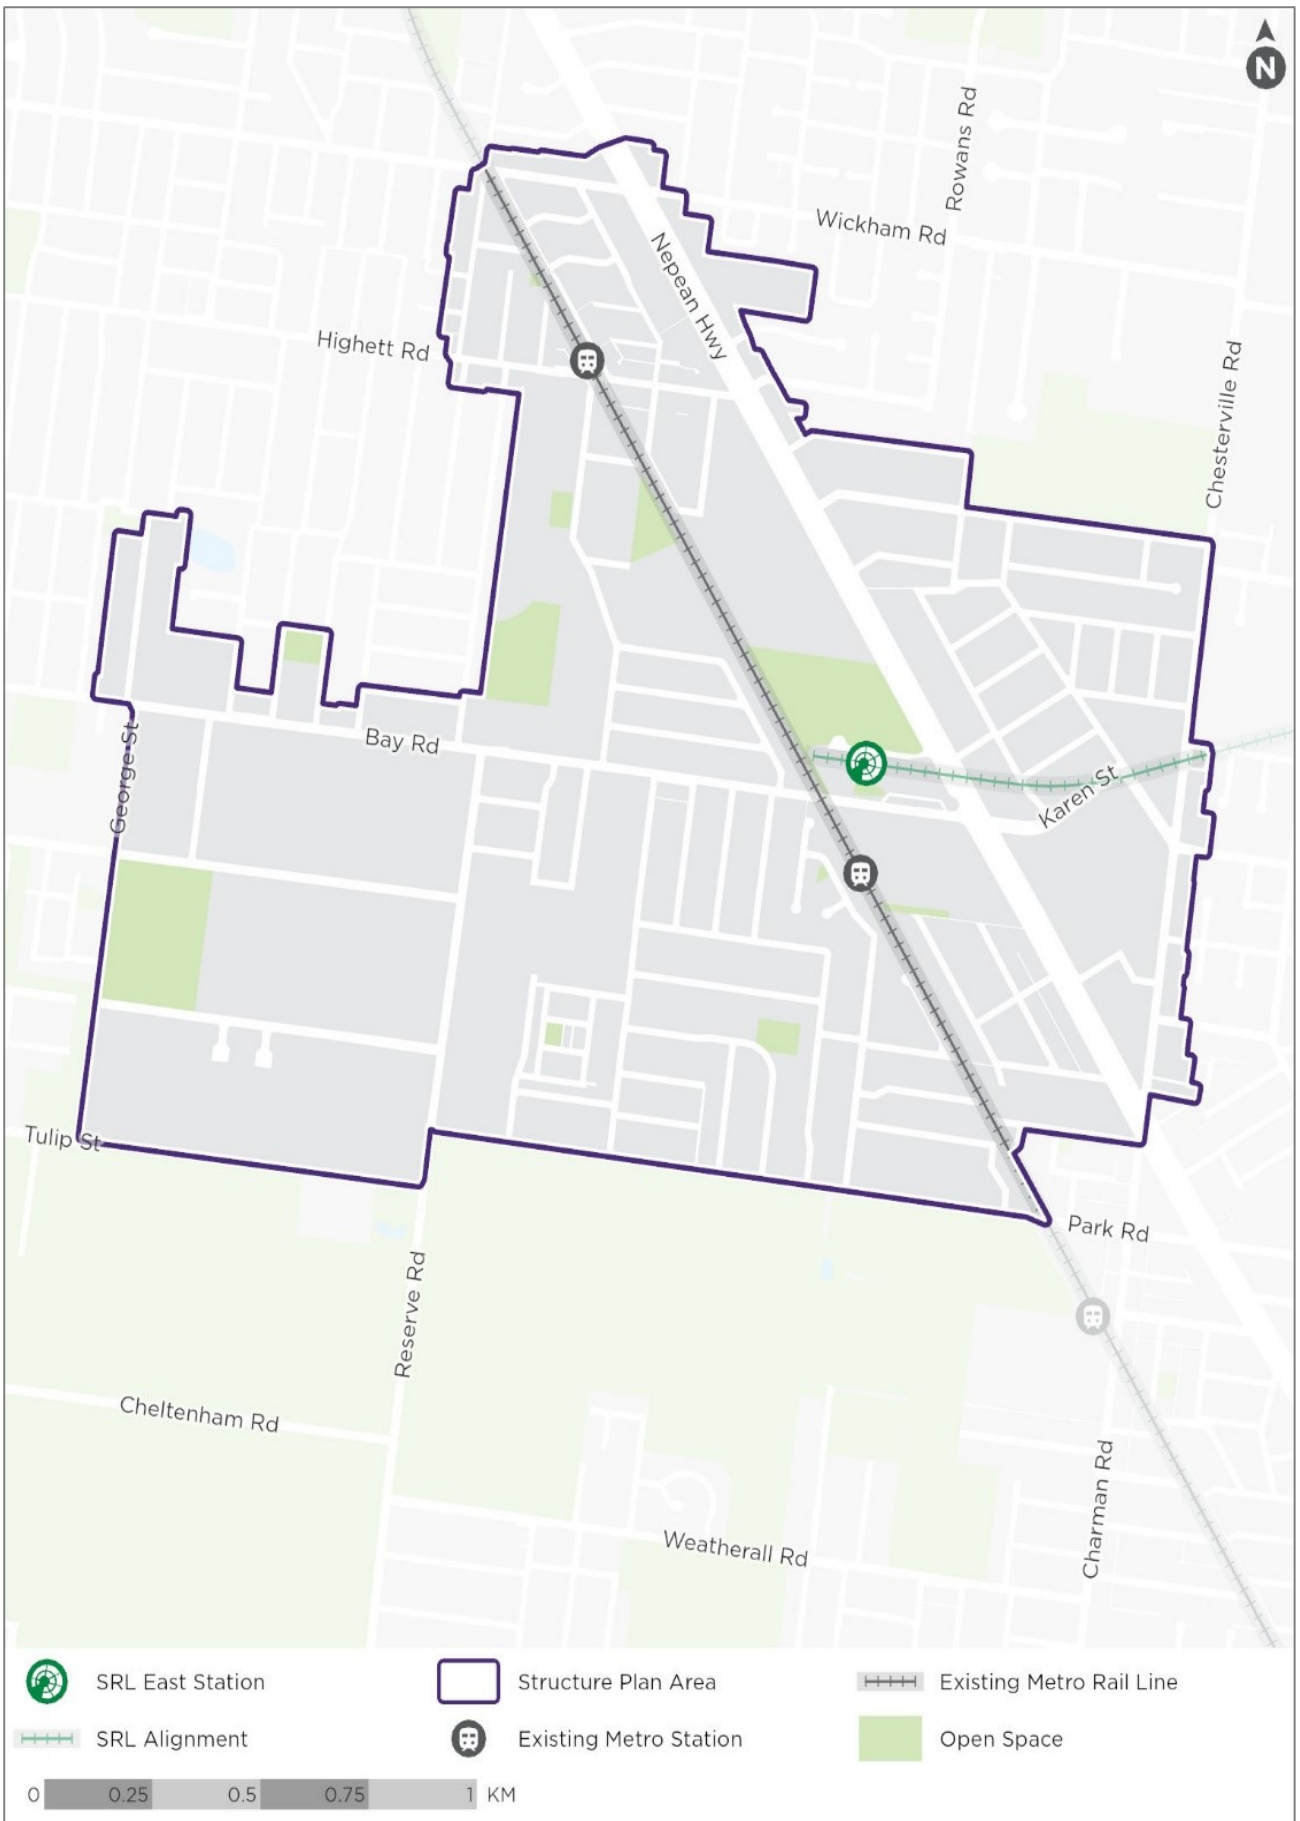 N
Rowans Rd
Wickham Rd
Nepean Hwy
Highett Rd
Chesterville Rd
Bay Rd
George St
Karen St
Tulip St
Park Rd
Reserve Rd
Cheltenham Rd
Charman Rd
Weatherall Rd
SRL East Station
Structure Plan Area
Existing Metro Rail Line
SRL Alignment
Existing Metro Station
Open Space
0 0.25 0.5 0.75 1 KM